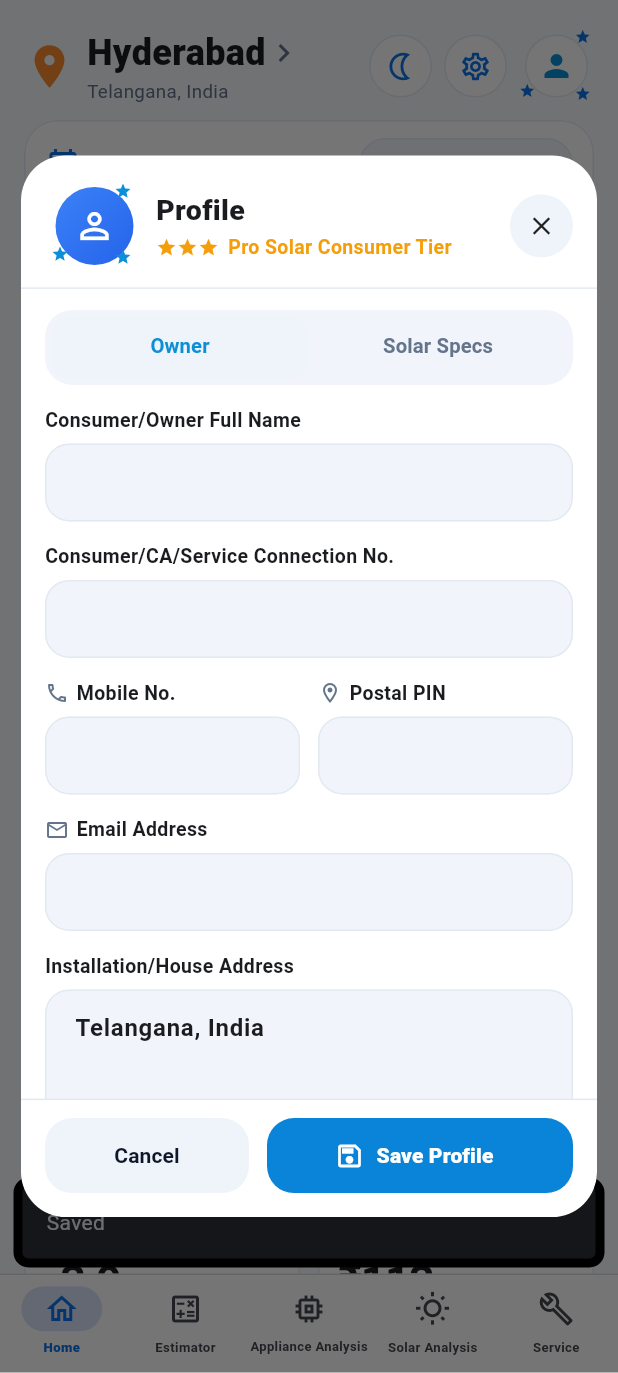 Hyderabad
Telangana, India
Profile
Pro Solar Consumer Tier
Owner
Solar Specs
Consumer/Owner Full Name
Consumer/CA/Service Connection No.
Mobile No.
Postal PIN
Email Address
Installation/House Address
Telangana, India
Cancel
Save Profile
Saved
Home
Estimator
Appliance Analysis
Solar Analysis
Service